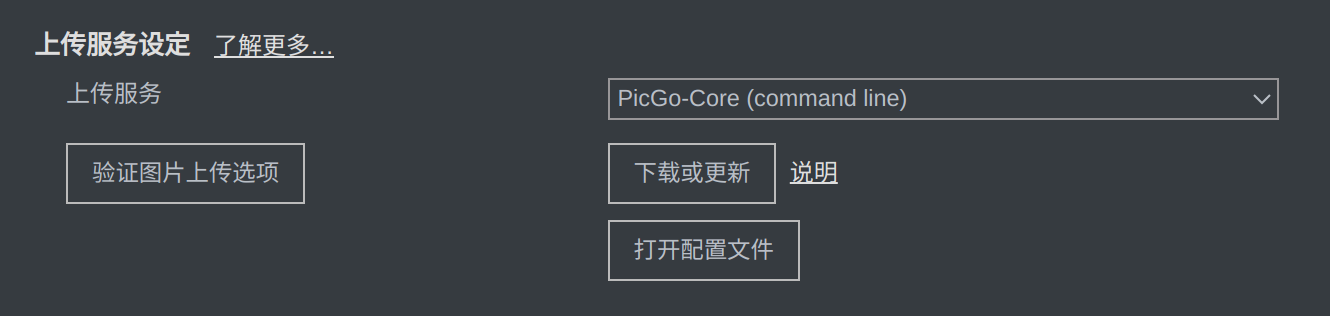 上传服务设定 了解更多...
上传服务 PicGo-Core (command line)
验证图片上传选项 下载或更新 说明
打开配置文件